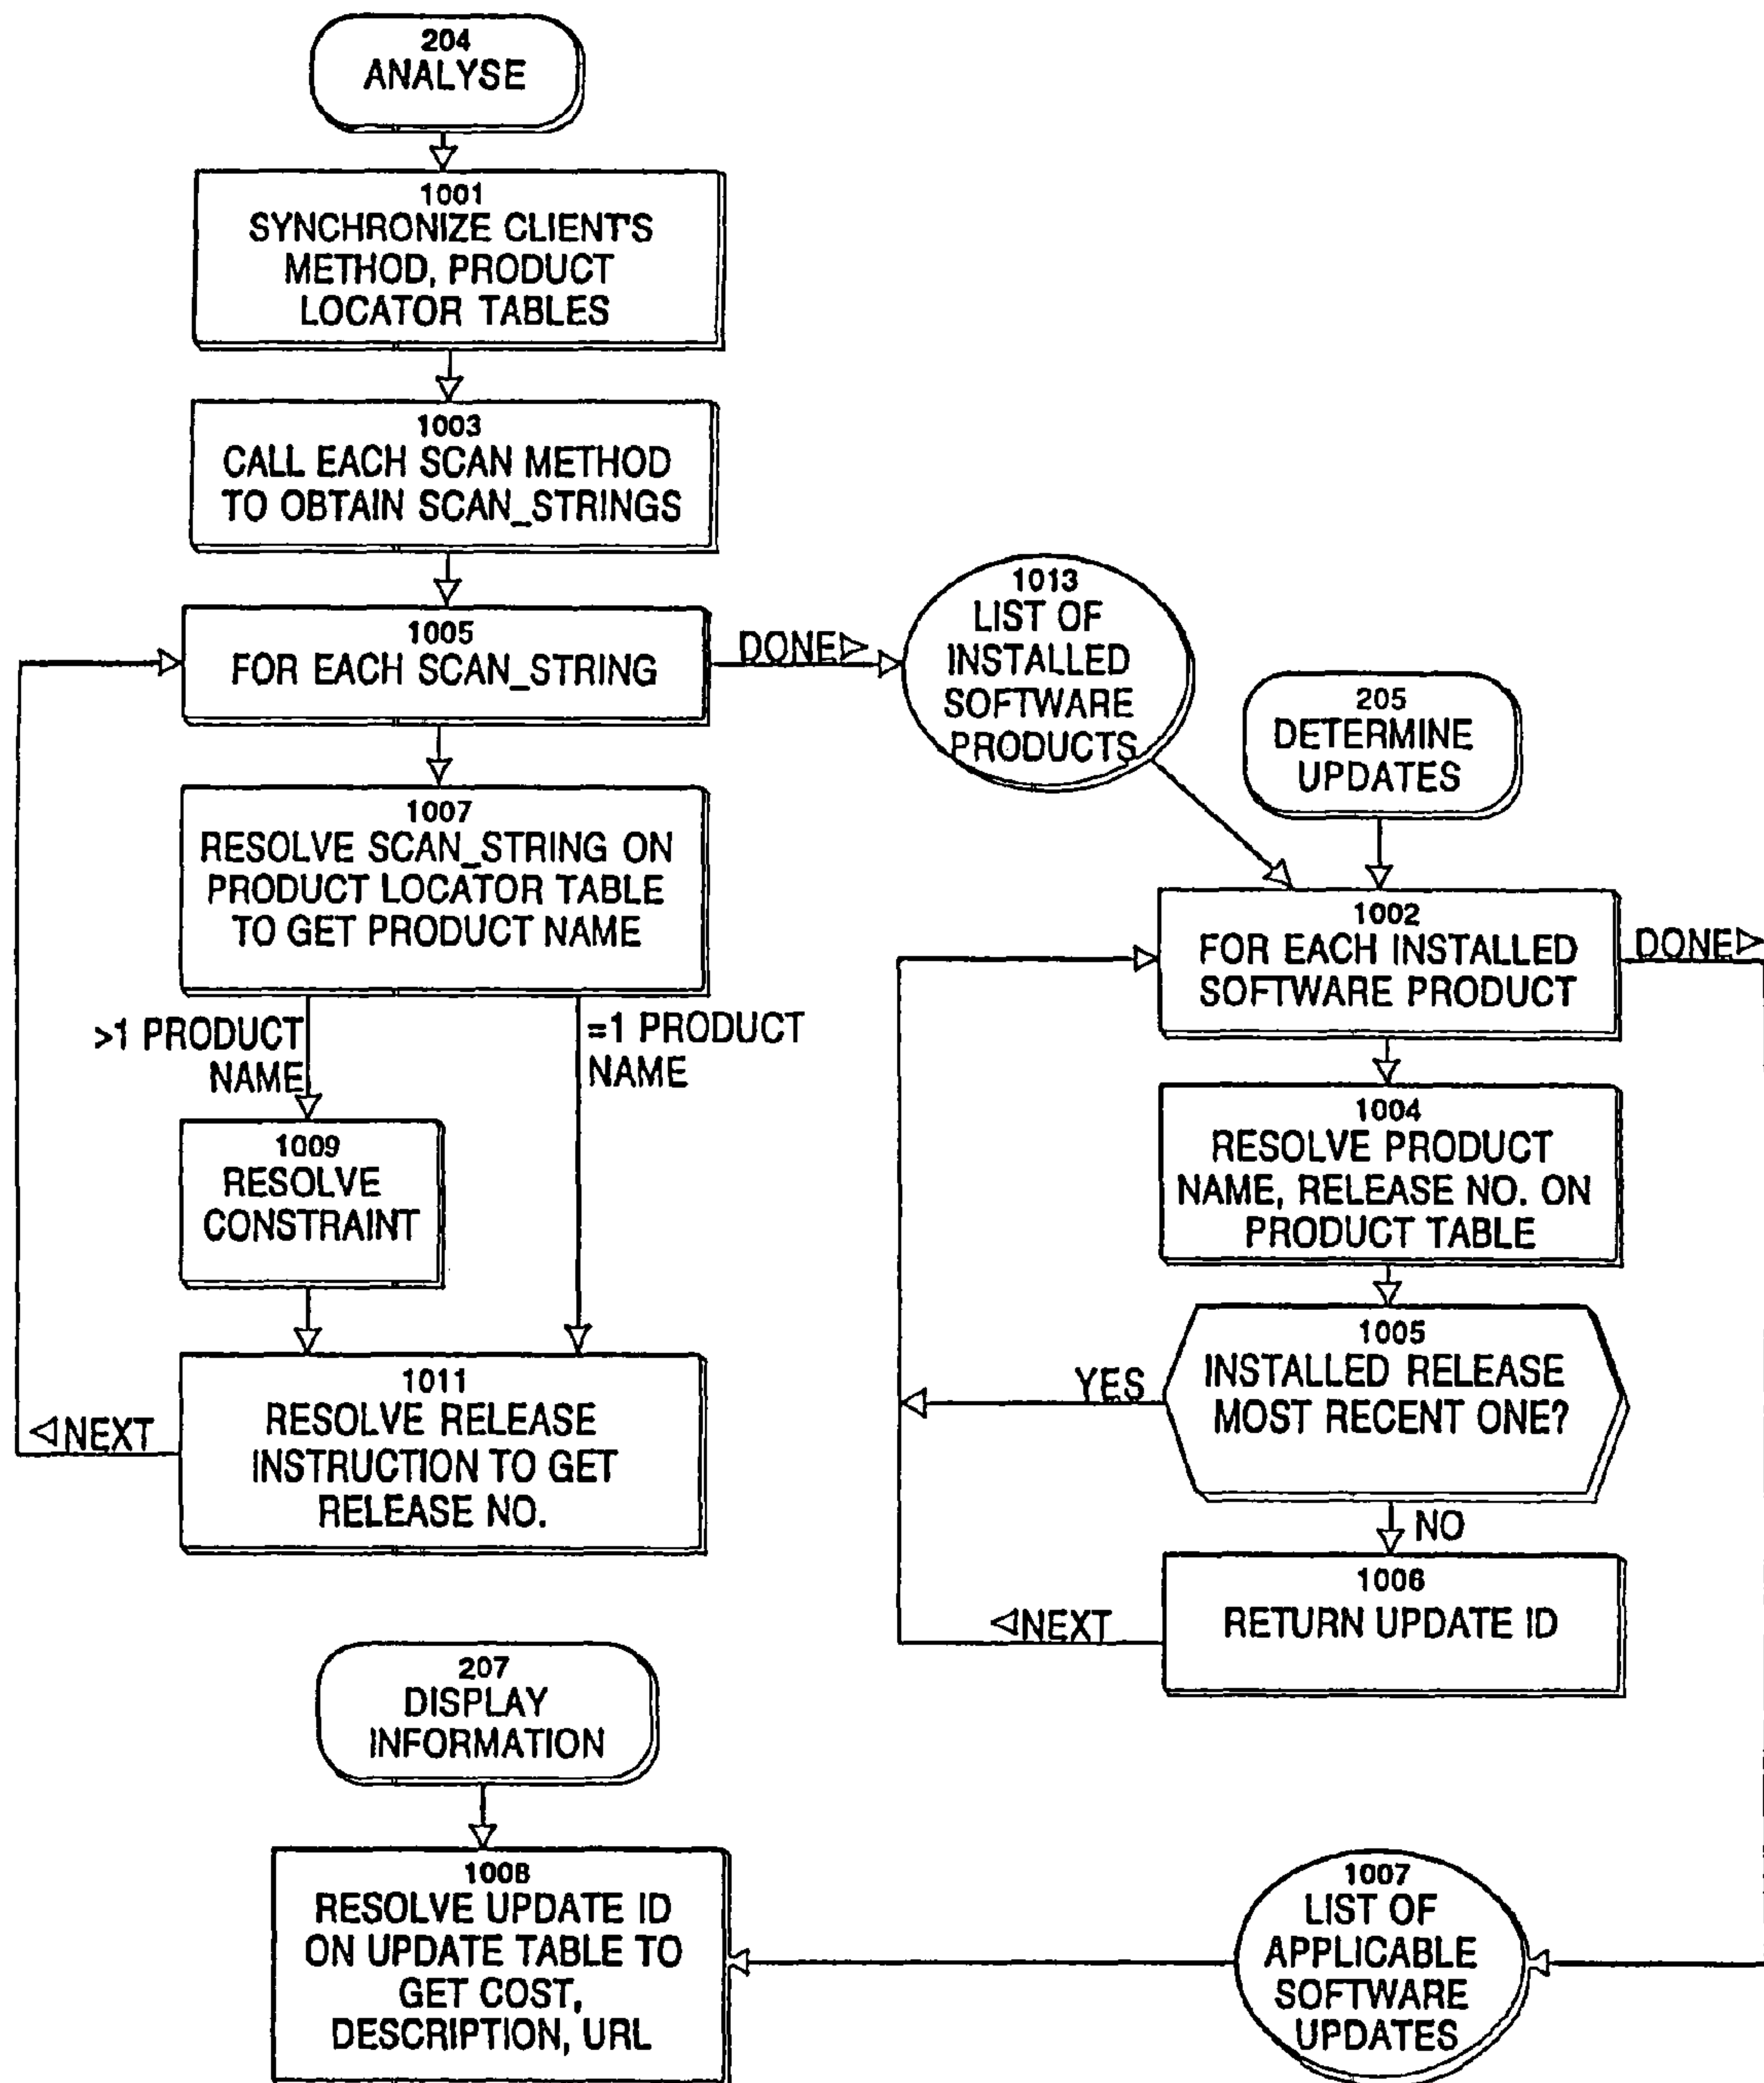 204
ANALYSE
1001
SYNCHRONIZE CLIENT'S
METHOD, PRODUCT
LOCATOR TABLES
1003
CALL EACH SCAN METHOD
TO OBTAIN SCAN_STRINGS
1005
FOR EACH SCAN_STRING
DONE
1013
LIST OF
INSTALLED
SOFTWARE
PRODUCTS
1007
RESOLVE SCAN_STRING ON
PRODUCT LOCATOR TABLE
TO GET PRODUCT NAME
>1 PRODUCT
NAME
=1 PRODUCT
NAME
1009
RESOLVE
CONSTRAINT
1011
RESOLVE RELEASE
INSTRUCTION TO GET
RELEASE NO.
NEXT
205
DETERMINE
UPDATES
1002
FOR EACH INSTALLED
SOFTWARE PRODUCT
DONE
1004
RESOLVE PRODUCT
NAME, RELEASE NO. ON
PRODUCT TABLE
1005
INSTALLED RELEASE
MOST RECENT ONE?
YES
NO
1006
RETURN UPDATE ID
NEXT
207
DISPLAY
INFORMATION
1008
RESOLVE UPDATE ID
ON UPDATE TABLE TO
GET COST,
DESCRIPTION, URL
1007
LIST OF
APPLICABLE
SOFTWARE
UPDATES